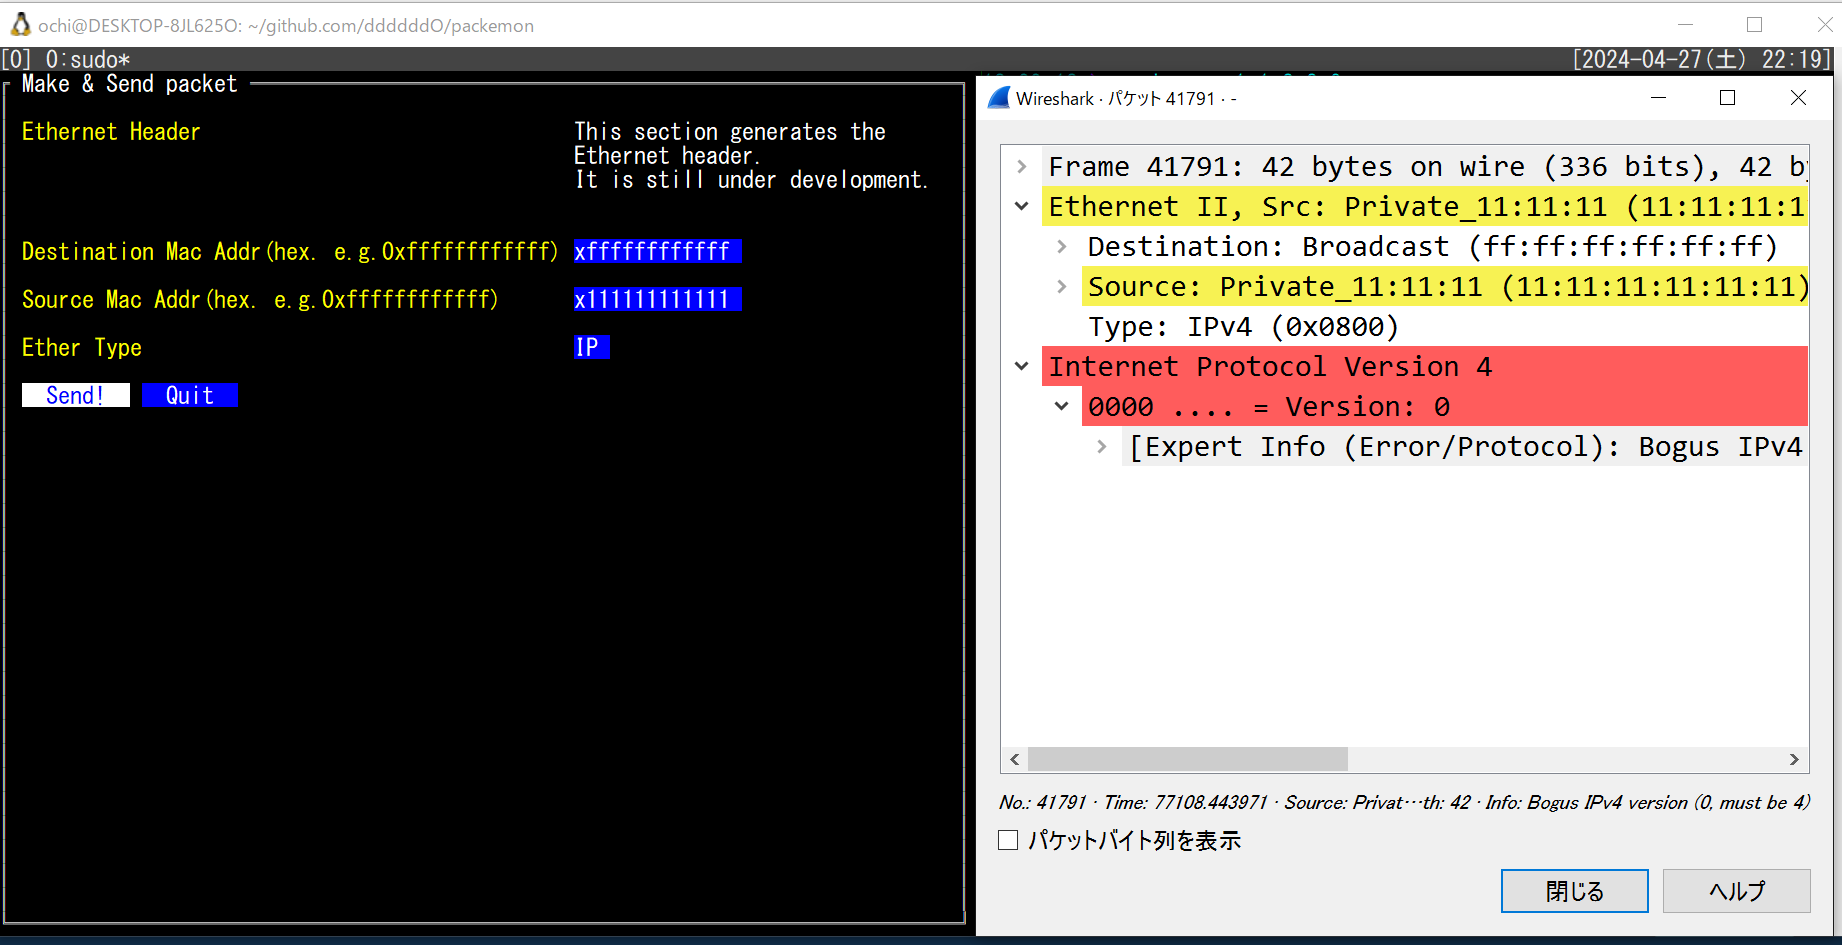 ochi@DESKTOP-8JL625O: ~/github.com/ddddddO/packemon
[0] 0:sudo*
[2024-04-27(土) 22:19]
Make & Send packet
Ethernet Header
This section generates the
Ethernet header.
It is still under development.
Destination Mac Addr(hex. e.g.0xffffffffffff) xffffffffffff
Source Mac Addr(hex. e.g.0xffffffffffff) x111111111111
Ether Type IP
Send! Quit
Wireshark · パケット 41791 · -
Frame 41791: 42 bytes on wire (336 bits), 42 by
Ethernet II, Src: Private_11:11:11 (11:11:11:1
Destination: Broadcast (ff:ff:ff:ff:ff:ff)
Source: Private_11:11:11 (11:11:11:11:11:11)
Type: IPv4 (0x0800)
Internet Protocol Version 4
0000 .... = Version: 0
[Expert Info (Error/Protocol): Bogus IPv4
No.: 41791 · Time: 77108.443971 · Source: Privat…th: 42 · Info: Bogus IPv4 version (0, must be 4)
パケットバイト列を表示
閉じる ヘルプ